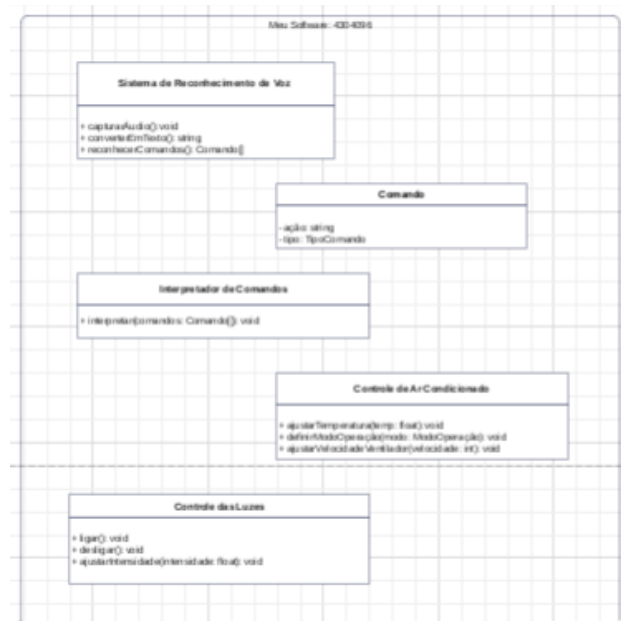 Meu Software: 4304096
Sistema de Reconhecimento de Voz
+ capturarÁudio(): void
+ converterEmTexto(): string
+ reconhecerComandos(): Comando[]
Comando
- ação: string
- tipo: TipoComando
Interpretador de Comandos
+ interpretar(comandos: Comando[]): void
Controle de Ar Condicionado
+ ajustarTemperatura(temp: float): void
+ definirModoOperação(modo: ModoOperação): void
+ ajustarVelocidadeVentilador(velocidade: int): void
Controle das Luzes
+ ligar(): void
+ desligar(): void
+ ajustarIntensidade(intensidade: float): void